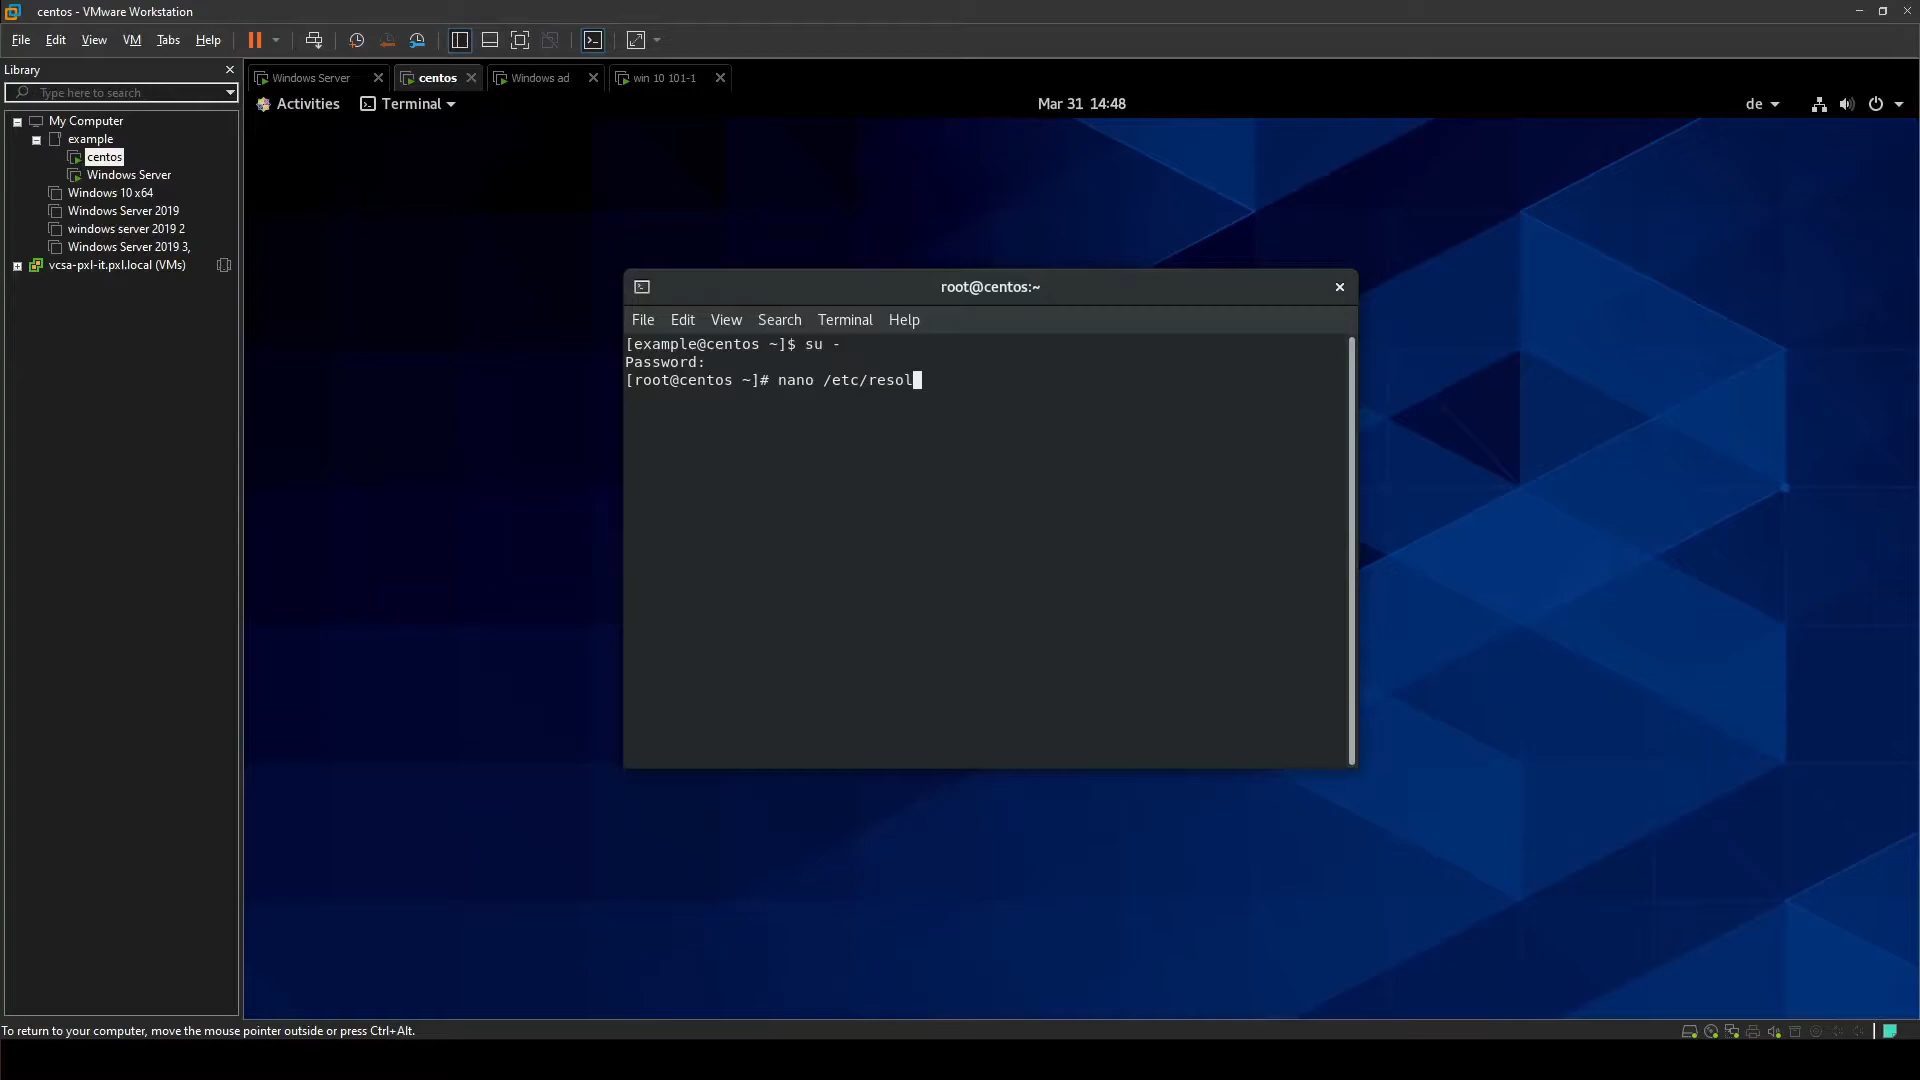 centos - VMware Workstation
File Edit View VM Tabs Help
Library
Type here to search
My Computer
example
centos
Windows Server
Windows 10 x64
Windows Server 2019
windows server 2019 2
Windows Server 2019 3,
vcsa-pxl-it.pxl.local (VMs)
Windows Server
centos
Windows ad
win 10 101-1
Activities
Terminal
Mar 31 14:48
de
root@centos:~
File Edit View Search Terminal Help
[example@centos ~]$ su -
Password:
[root@centos ~]# nano /etc/resol
To return to your computer, move the mouse pointer outside or press Ctrl+Alt.